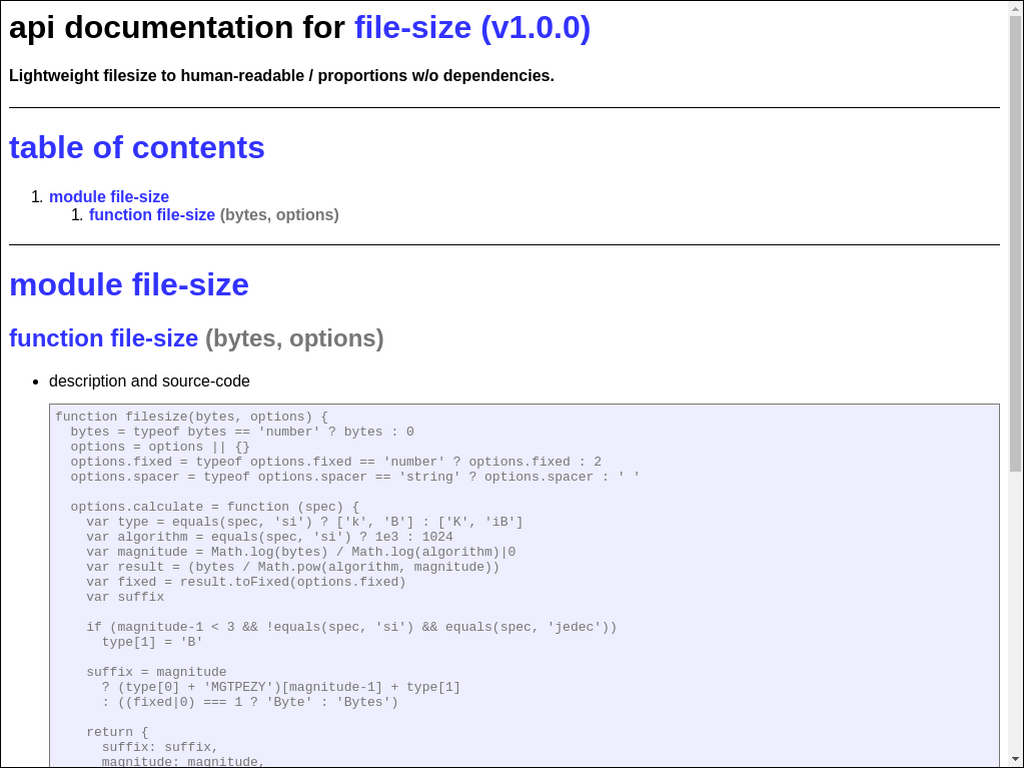 api documentation for file-size (v1.0.0)
Lightweight filesize to human-readable / proportions w/o dependencies.
table of contents
1. module file-size
1. function file-size (bytes, options)
module file-size
function file-size (bytes, options)
• description and source-code
function filesize(bytes, options) {
  bytes = typeof bytes == 'number' ? bytes : 0
  options = options || {}
  options.fixed = typeof options.fixed == 'number' ? options.fixed : 2
  options.spacer = typeof options.spacer == 'string' ? options.spacer : ' '

  options.calculate = function (spec) {
    var type = equals(spec, 'si') ? ['k', 'B'] : ['K', 'iB']
    var algorithm = equals(spec, 'si') ? 1e3 : 1024
    var magnitude = Math.log(bytes) / Math.log(algorithm)|0
    var result = (bytes / Math.pow(algorithm, magnitude))
    var fixed = result.toFixed(options.fixed)
    var suffix

    if (magnitude-1 < 3 && !equals(spec, 'si') && equals(spec, 'jedec'))
      type[1] = 'B'

    suffix = magnitude
      ? (type[0] + 'MGTPEZY')[magnitude-1] + type[1]
      : ((fixed|0) === 1 ? 'Byte' : 'Bytes')

    return {
      suffix: suffix,
      magnitude: magnitude,